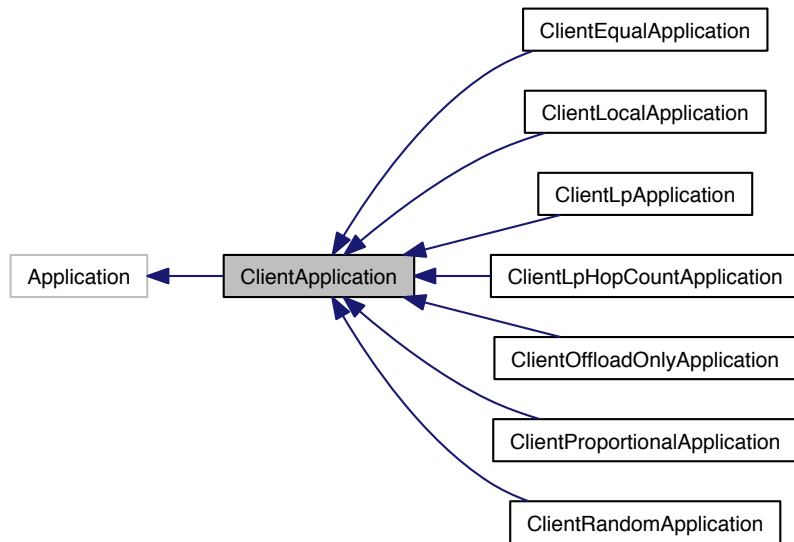 ClientEqualApplication
ClientLocalApplication
ClientLpApplication
Application
ClientApplication
ClientLpHopCountApplication
ClientOffloadOnlyApplication
ClientProportionalApplication
ClientRandomApplication